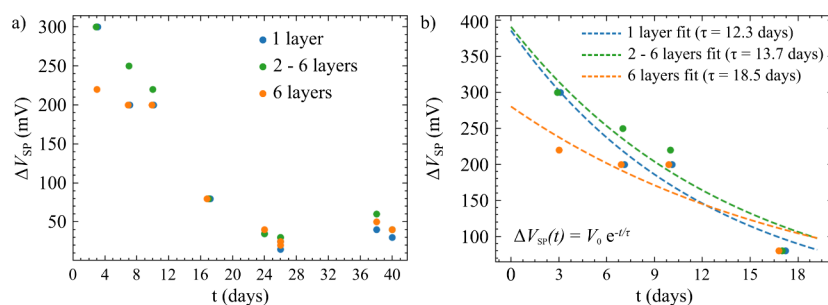 a)
300
250
200
150
100
50
ΔV_SP (mV)
0 4 8 12 16 20 24 28 32 36 40
t (days)
1 layer
2 - 6 layers
6 layers
b)
400
350
300
250
200
150
100
ΔV_SP (mV)
0 3 6 9 12 15 18
t (days)
1 layer fit (τ = 12.3 days)
2 - 6 layers fit (τ = 13.7 days)
6 layers fit (τ = 18.5 days)
ΔV_SP(t) = V_0 e^-t/τ